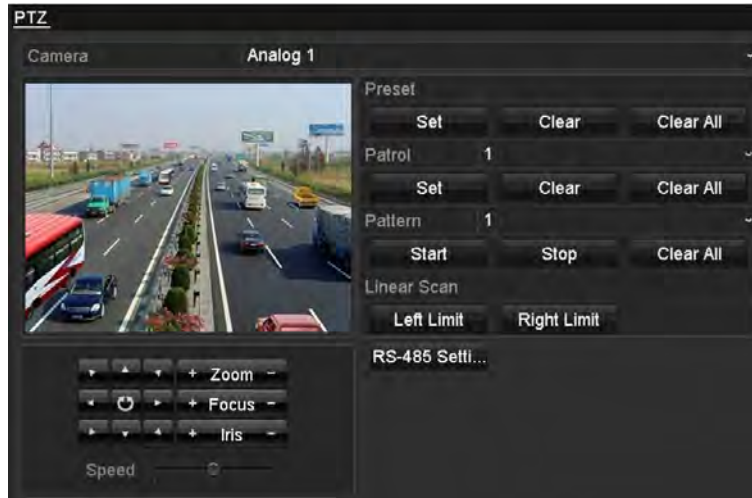 PTZ
Camera Analog 1
Preset
Set Clear Clear All
Patrol 1
Set Clear Clear All
Pattern 1
Start Stop Clear All
Linear Scan
Left Limit Right Limit
RS-485 Setti...
+ Zoom -
+ Focus -
+ Iris -
Speed